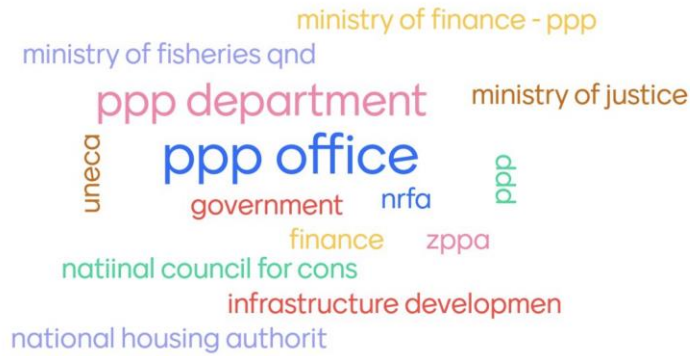 ministry of finance - ppp
ministry of fisheries qnd
ppp department
ministry of justice
uneca
ppp office
ppp
government
nrfa
finance
zppa
natiinal council for cons
infrastructure developmen
national housing authorit